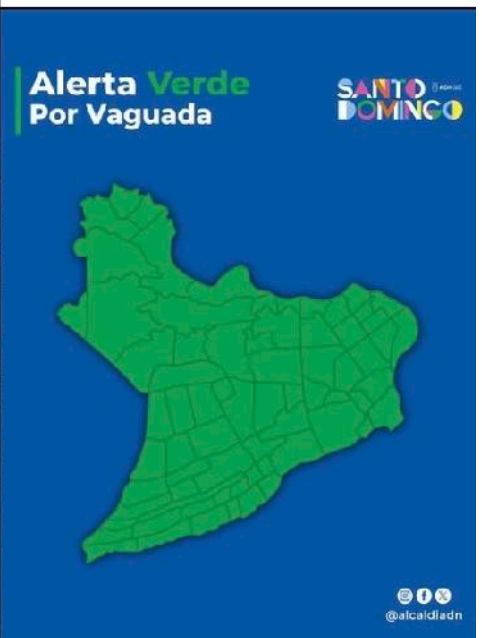 Alerta Verde
Por Vaguada
SANTO
DOMINGO
@alcaldiadn